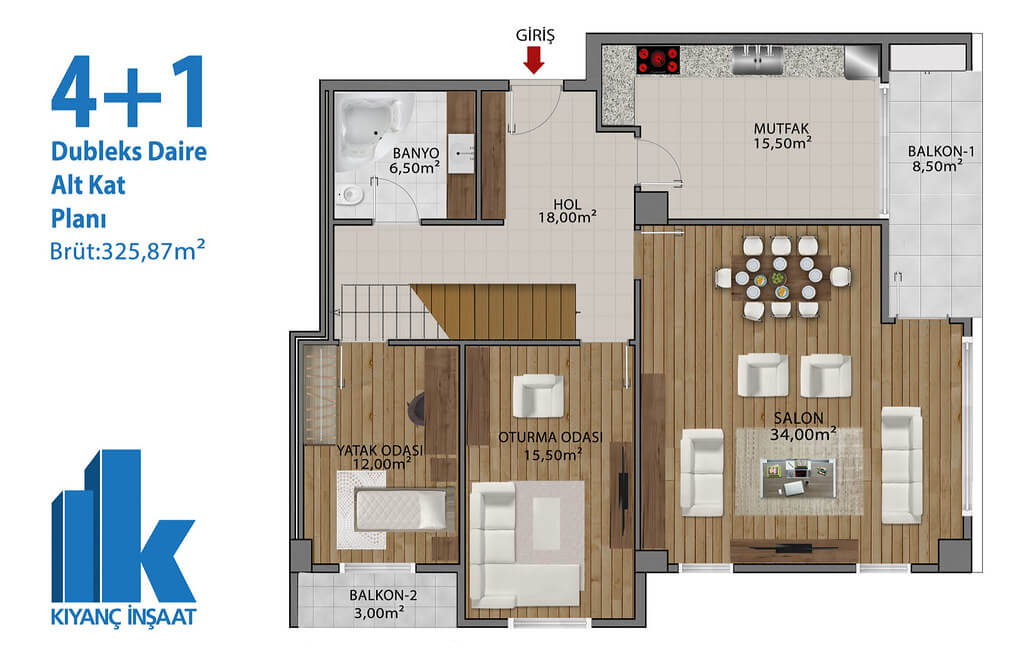 4+1
Dubleks Daire
Alt Kat
Planı
Brüt:325,87m²
GİRİŞ
BANYO
6,50m²
HOL
18,00m²
MUTFAK
15,50m²
BALKON-1
8,50m²
YATAK ODASI
12,00m²
OTURMA ODASI
15,50m²
SALON
34,00m²
BALKON-2
3,00m²
KIYANÇ İNŞAAT